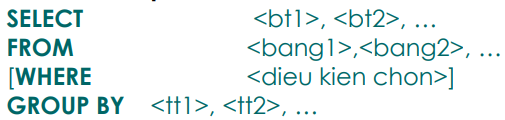 SELECT <bt1>, <bt2>, …
FROM <bang1>,<bang2>, …
[WHERE <dieu kien chon>]
GROUP BY <tt1>, <tt2>, …